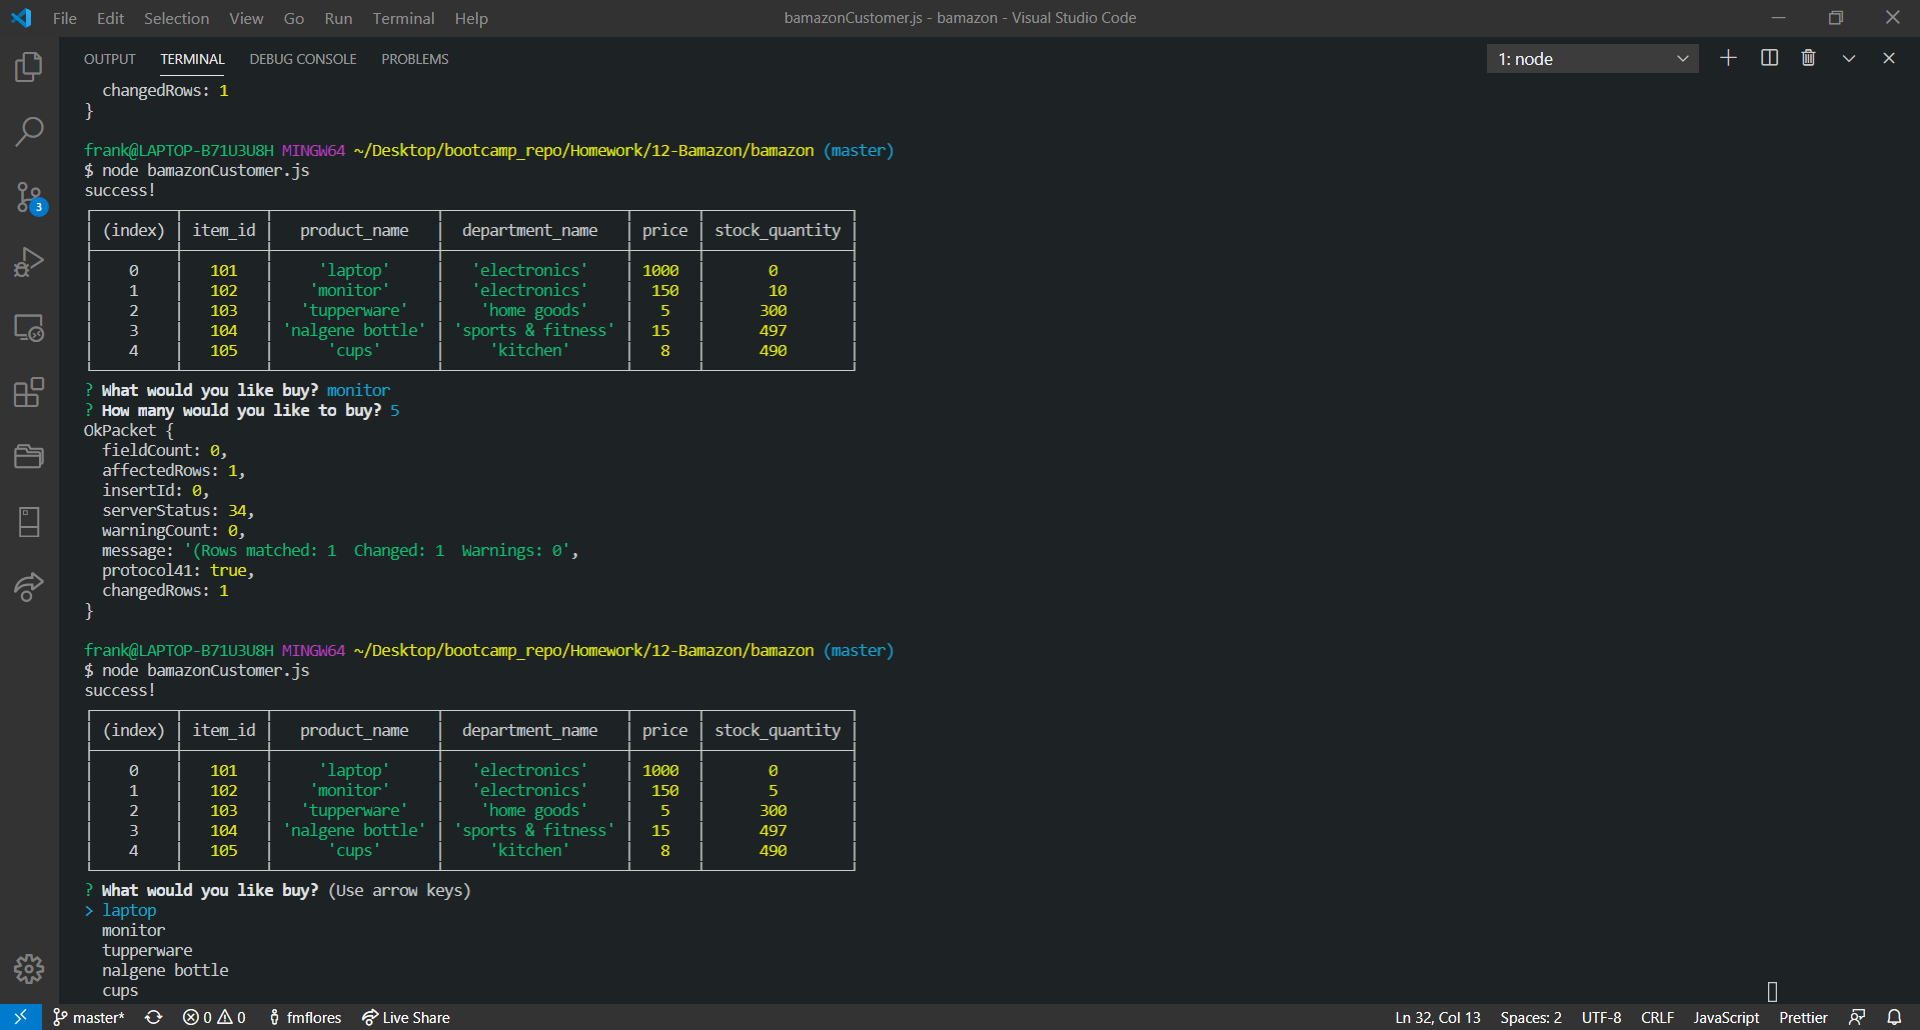 File Edit Selection View Go Run Terminal Help bamazonCustomer.js - bamazon - Visual Studio Code
OUTPUT TERMINAL DEBUG CONSOLE PROBLEMS 1: node
changedRows: 1
}
frank@LAPTOP-B71U3U8H MINGW64 ~/Desktop/bootcamp_repo/Homework/12-Bamazon/bamazon (master)
$ node bamazonCustomer.js
success!
(index) item_id product_name department_name price stock_quantity
0 101 'laptop' 'electronics' 1000 0
1 102 'monitor' 'electronics' 150 10
2 103 'tupperware' 'home goods' 5 300
3 104 'nalgene bottle' 'sports & fitness' 15 497
4 105 'cups' 'kitchen' 8 490
? What would you like buy? monitor
? How many would you like to buy? 5
OkPacket {
fieldCount: 0,
affectedRows: 1,
insertId: 0,
serverStatus: 34,
warningCount: 0,
message: '(Rows matched: 1  Changed: 1  Warnings: 0',
protocol41: true,
changedRows: 1
}
frank@LAPTOP-B71U3U8H MINGW64 ~/Desktop/bootcamp_repo/Homework/12-Bamazon/bamazon (master)
$ node bamazonCustomer.js
success!
(index) item_id product_name department_name price stock_quantity
0 101 'laptop' 'electronics' 1000 0
1 102 'monitor' 'electronics' 150 5
2 103 'tupperware' 'home goods' 5 300
3 104 'nalgene bottle' 'sports & fitness' 15 497
4 105 'cups' 'kitchen' 8 490
? What would you like buy? (Use arrow keys)
> laptop
monitor
tupperware
nalgene bottle
cups
3
master* 0 0 fmflores Live Share Ln 32, Col 13 Spaces: 2 UTF-8 CRLF JavaScript Prettier